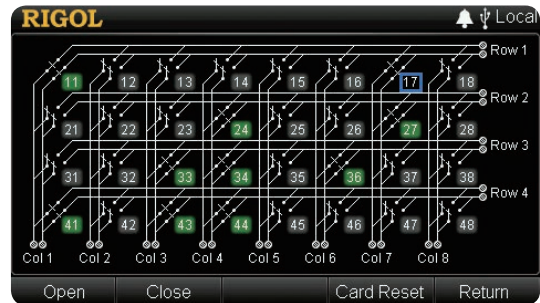 RIGOL Local
Row 1
11 12 13 14 15 16 17 18
Row 2
21 22 23 24 25 26 27 28
Row 3
31 32 33 34 35 36 37 38
Row 4
41 42 43 44 45 46 47 48
Col 1 Col 2 Col 3 Col 4 Col 5 Col 6 Col 7 Col 8
Open Close Card Reset Return